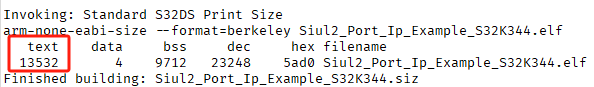 Invoking: Standard S32DS Print Size
arm-none-eabi-size --format=berkeley Siul2_Port_Ip_Example_S32K344.elf
text data bss dec hex filename
13532 4 9712 23248 5ad0 Siul2_Port_Ip_Example_S32K344.elf
Finished building: Siul2_Port_Ip_Example_S32K344.siz